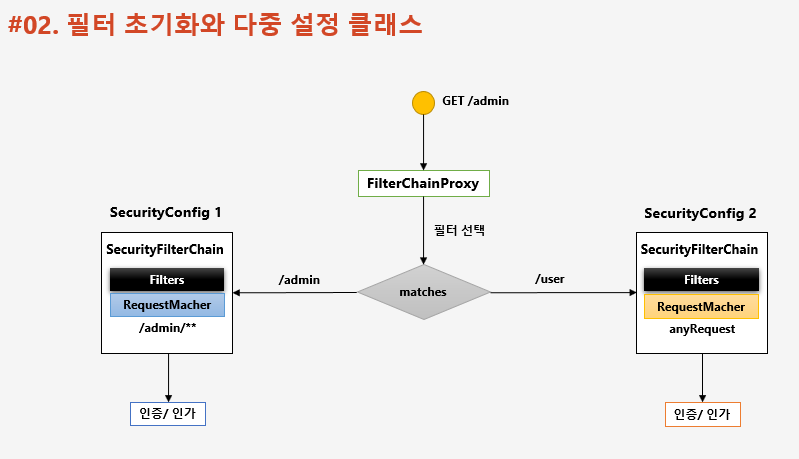 #02. 필터 초기화와 다중 설정 클래스
GET /admin
FilterChainProxy
필터 선택
matches
/admin
/user
SecurityConfig 1
SecurityFilterChain
Filters
RequestMacher
/admin/**
인증/ 인가
SecurityConfig 2
SecurityFilterChain
Filters
RequestMacher
anyRequest
인증/ 인가